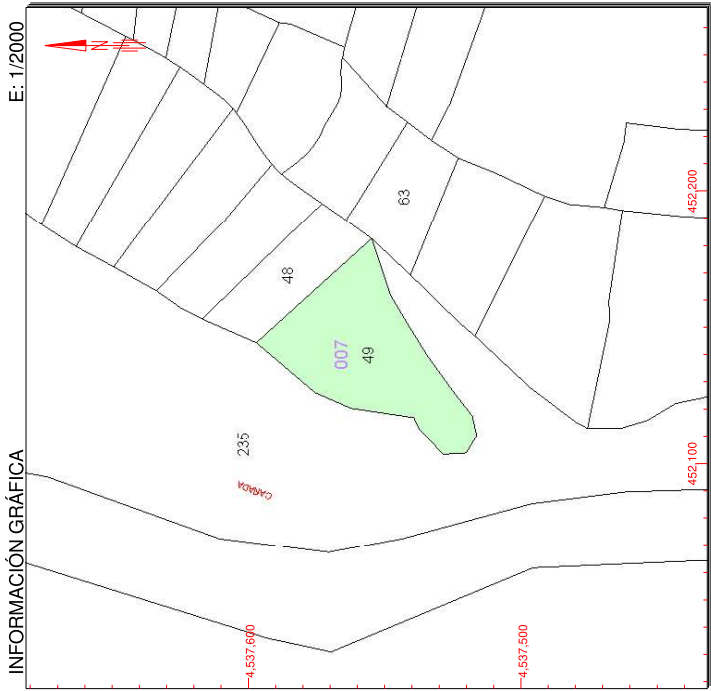 INFORMACIÓN GRÁFICA
E: 1/2000
N
63
48
007
49
235
CAÑADA
452,200
452,100
4,537,600
4,537,500